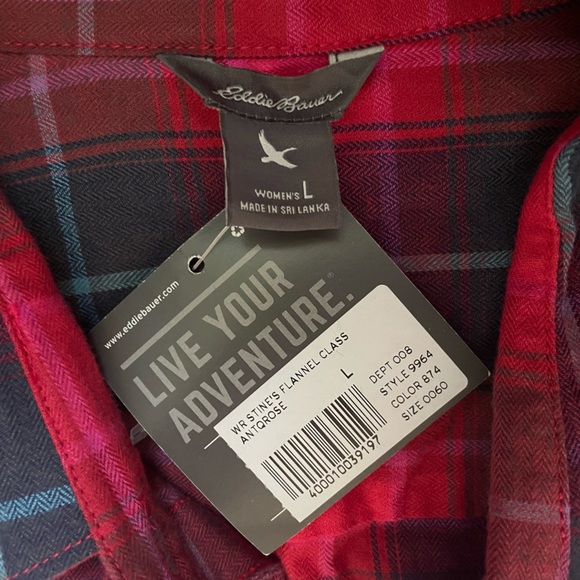 Eddie Bauer
WOMEN'S L
MADE IN SRI LANKA
www.eddiebauer.com
LIVE YOUR
ADVENTURE.®
WR STINE'S FLANNEL CLASS
ANTQROSE
L
DEPT 008
STYLE 9964
COLOR 874
SIZE 0060
400010039197